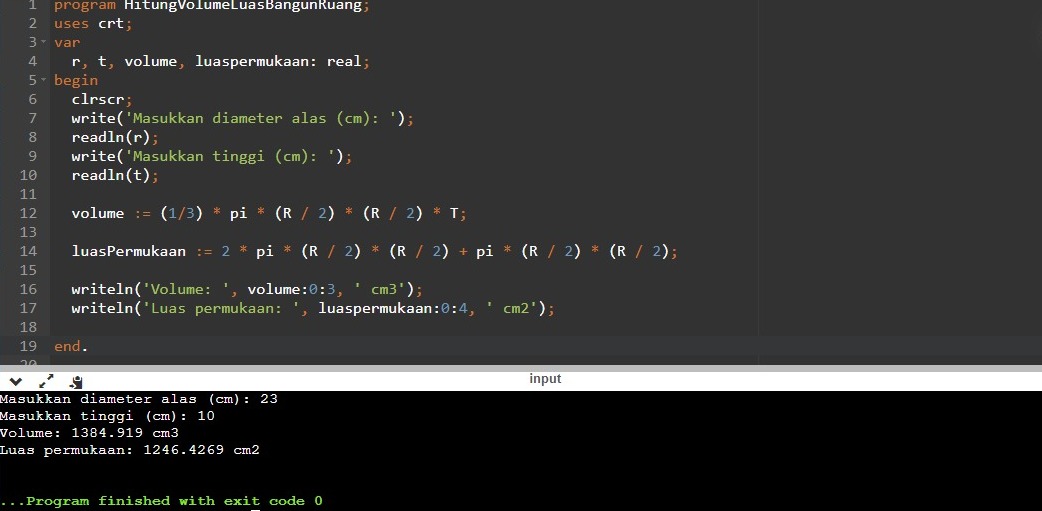 1 program HitungVolumeLuasBangunRuang;
2 uses crt;
3 var
4 r, t, volume, luaspermukaan: real;
5 begin
6 clrscr;
7 write('Masukkan diameter alas (cm): ');
8 readln(r);
9 write('Masukkan tinggi (cm): ');
10 readln(t);
11
12 volume := (1/3) * pi * (R / 2) * (R / 2) * T;
13
14 luasPermukaan := 2 * pi * (R / 2) * (R / 2) + pi * (R / 2) * (R / 2);
15
16 writeln('Volume: ', volume:0:3, ' cm3');
17 writeln('Luas permukaan: ', luaspermukaan:0:4, ' cm2');
18
19 end.
20
input
Masukkan diameter alas (cm): 23
Masukkan tinggi (cm): 10
Volume: 1384.919 cm3
Luas permukaan: 1246.4269 cm2
...Program finished with exit code 0